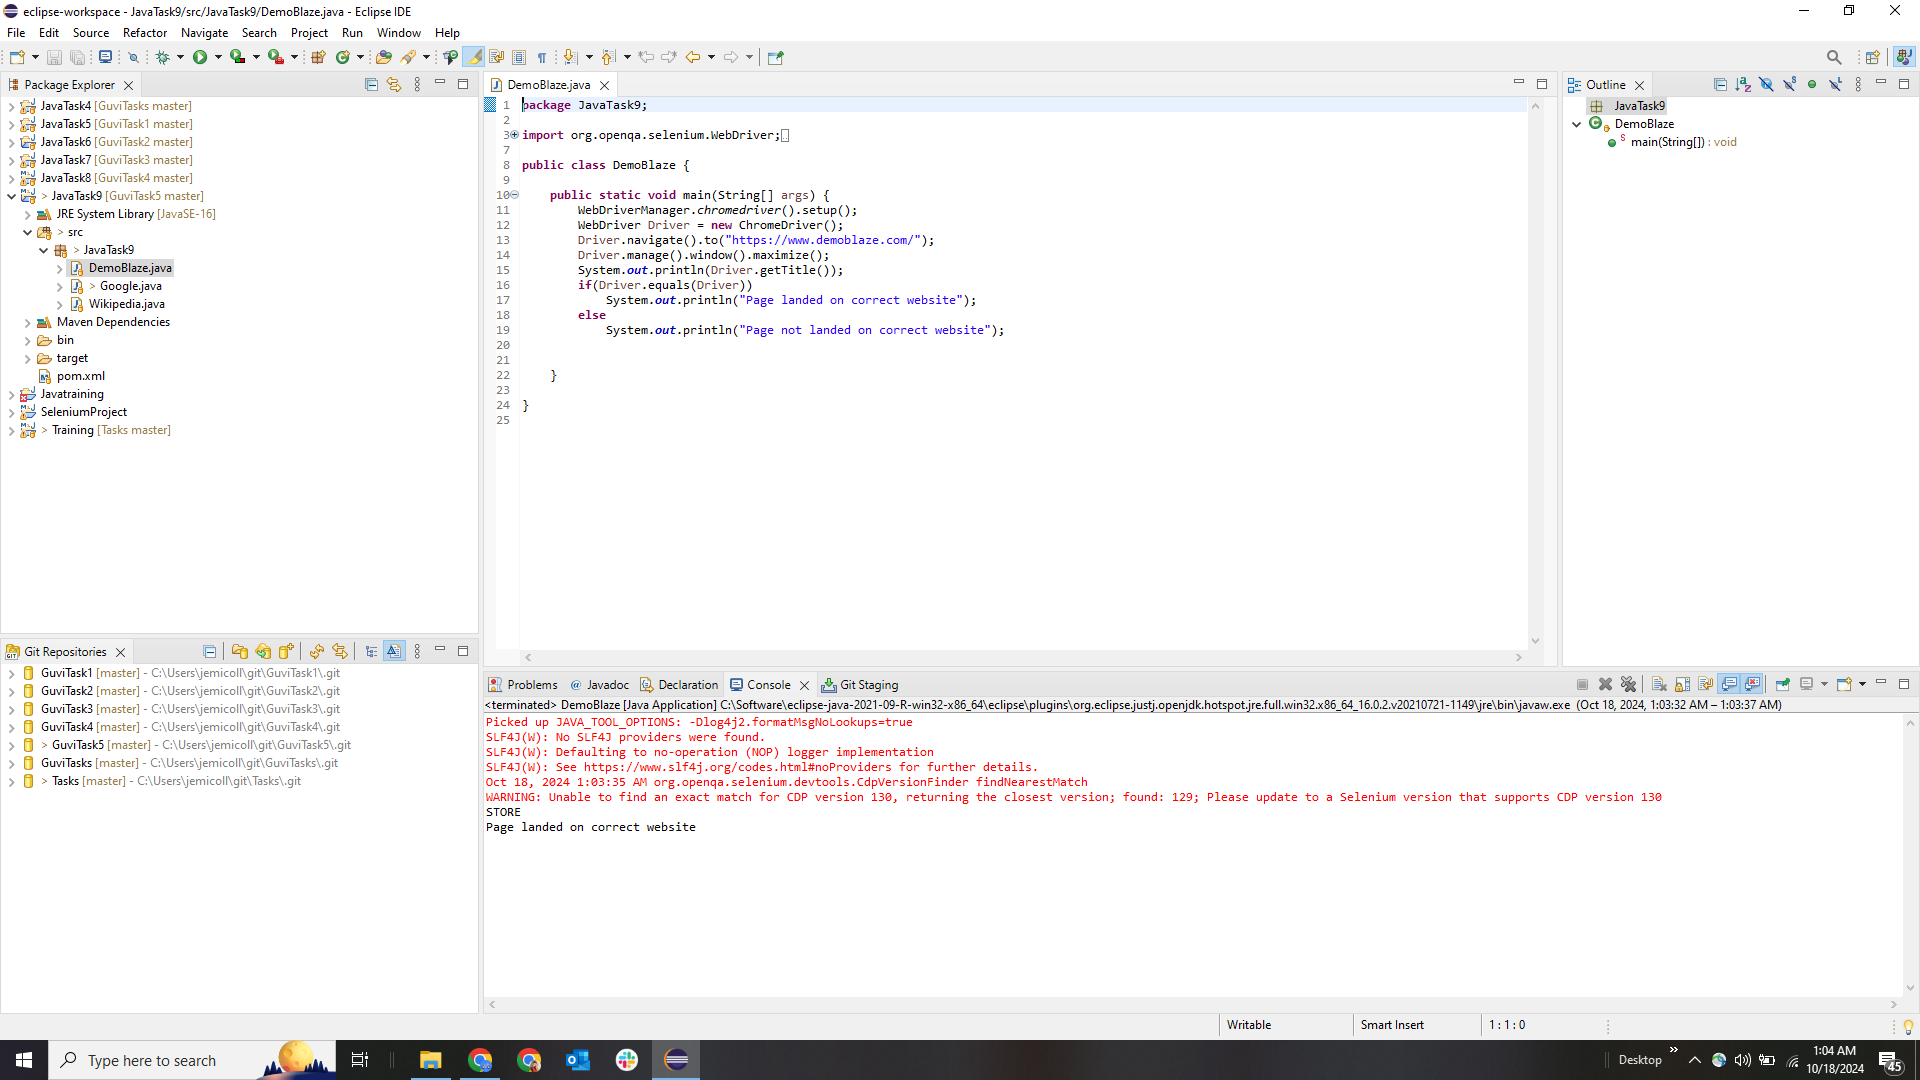 eclipse-workspace - JavaTask9/src/JavaTask9/DemoBlaze.java - Eclipse IDE
File Edit Source Refactor Navigate Search Project Run Window Help
Package Explorer
JavaTask4 [GuviTasks master]
JavaTask5 [GuviTask1 master]
JavaTask6 [GuviTask2 master]
JavaTask7 [GuviTask3 master]
JavaTask8 [GuviTask4 master]
> JavaTask9 [GuviTask5 master]
JRE System Library [JavaSE-16]
> src
> JavaTask9
DemoBlaze.java
> Google.java
Wikipedia.java
Maven Dependencies
bin
target
pom.xml
Javatraining
SeleniumProject
> Training [Tasks master]
DemoBlaze.java
1 package JavaTask9;
2
3 import org.openqa.selenium.WebDriver;
7
8 public class DemoBlaze {
9
10 public static void main(String[] args) {
11 WebDriverManager.chromedriver().setup();
12 WebDriver Driver = new ChromeDriver();
13 Driver.navigate().to("https://www.demoblaze.com/");
14 Driver.manage().window().maximize();
15 System.out.println(Driver.getTitle());
16 if(Driver.equals(Driver))
17 System.out.println("Page landed on correct website");
18 else
19 System.out.println("Page not landed on correct website");
20
21
22 }
23
24 }
25
Outline
JavaTask9
DemoBlaze
main(String[]) : void
Git Repositories
GuviTask1 [master] - C:\Users\jemicoll\git\GuviTask1\.git
GuviTask2 [master] - C:\Users\jemicoll\git\GuviTask2\.git
GuviTask3 [master] - C:\Users\jemicoll\git\GuviTask3\.git
GuviTask4 [master] - C:\Users\jemicoll\git\GuviTask4\.git
> GuviTask5 [master] - C:\Users\jemicoll\git\GuviTask5\.git
GuviTasks [master] - C:\Users\jemicoll\git\GuviTasks\.git
> Tasks [master] - C:\Users\jemicoll\git\Tasks\.git
Problems @ Javadoc Declaration Console Git Staging
<terminated> DemoBlaze [Java Application] C:\Software\eclipse-java-2021-09-R-win32-x86_64\eclipse\plugins\org.eclipse.justj.openjdk.hotspot.jre.full.win32.x86_64_16.0.2.v20210721-1149\jre\bin\javaw.exe (Oct 18, 2024, 1:03:32 AM – 1:03:37 AM)
Picked up JAVA_TOOL_OPTIONS: -Dlog4j2.formatMsgNoLookups=true
SLF4J(W): No SLF4J providers were found.
SLF4J(W): Defaulting to no-operation (NOP) logger implementation
SLF4J(W): See https://www.slf4j.org/codes.html#noProviders for further details.
Oct 18, 2024 1:03:35 AM org.openqa.selenium.devtools.CdpVersionFinder findNearestMatch
WARNING: Unable to find an exact match for CDP version 130, returning the closest version; found: 129; Please update to a Selenium version that supports CDP version 130
STORE
Page landed on correct website
Writable Smart Insert 1 : 1 : 0
Type here to search
Desktop
1:04 AM
10/18/2024
45